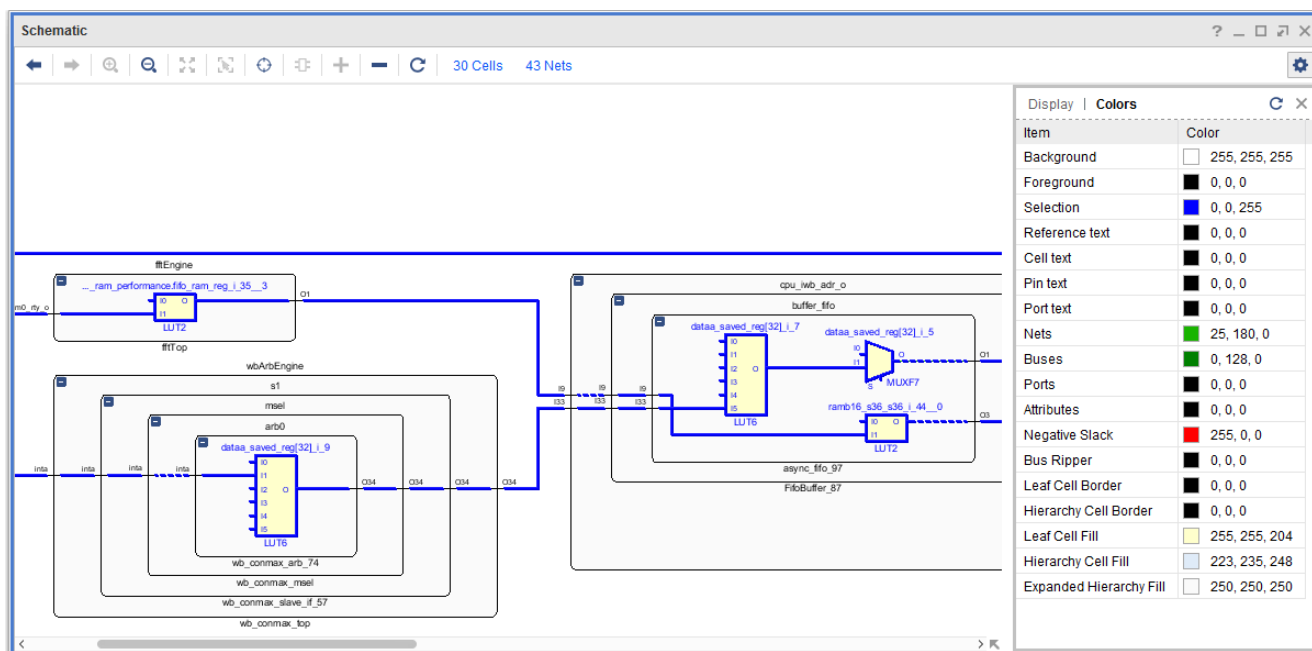 Schematic
30 Cells 43 Nets
Display | Colors
Item Color
Background 255, 255, 255
Foreground 0, 0, 0
Selection 0, 0, 255
Reference text 0, 0, 0
Cell text 0, 0, 0
Pin text 0, 0, 0
Port text 0, 0, 0
Nets 25, 180, 0
Buses 0, 128, 0
Ports 0, 0, 0
Attributes 0, 0, 0
Negative Slack 255, 0, 0
Bus Ripper 0, 0, 0
Leaf Cell Border 0, 0, 0
Hierarchy Cell Border 0, 0, 0
Leaf Cell Fill 255, 255, 204
Hierarchy Cell Fill 223, 235, 248
Expanded Hierarchy Fill 250, 250, 250
fftEngine
..._ram_performance.fifo_ram_reg_i_35__3
m0_rty_o
I0 O
I1
LUT2
O1
fftTop
wbArbEngine
s1
msel
arb0
dataa_saved_reg[32]_i_9
inta inta inta inta
I0
I1
I2 O
I3
I4
I5
LUT6
O34 O34 O34 O34
wb_conmax_arb_74
wb_conmax_msel
wb_conmax_slave_if_57
wb_conmax_top
cpu_iwb_adr_o
buffer_fifo
dataa_saved_reg[32]_i_7
I9 I9 I9
I33 I33 I33
I0
I1
I2 O
I3
I4
I5
LUT6
dataa_saved_reg[32]_i_5
I0
I1 O
S MUXF7
O1
ramb16_s36_s36_i_44__0
I0 O
I1
LUT2
O3
async_fifo_97
FifoBuffer_87